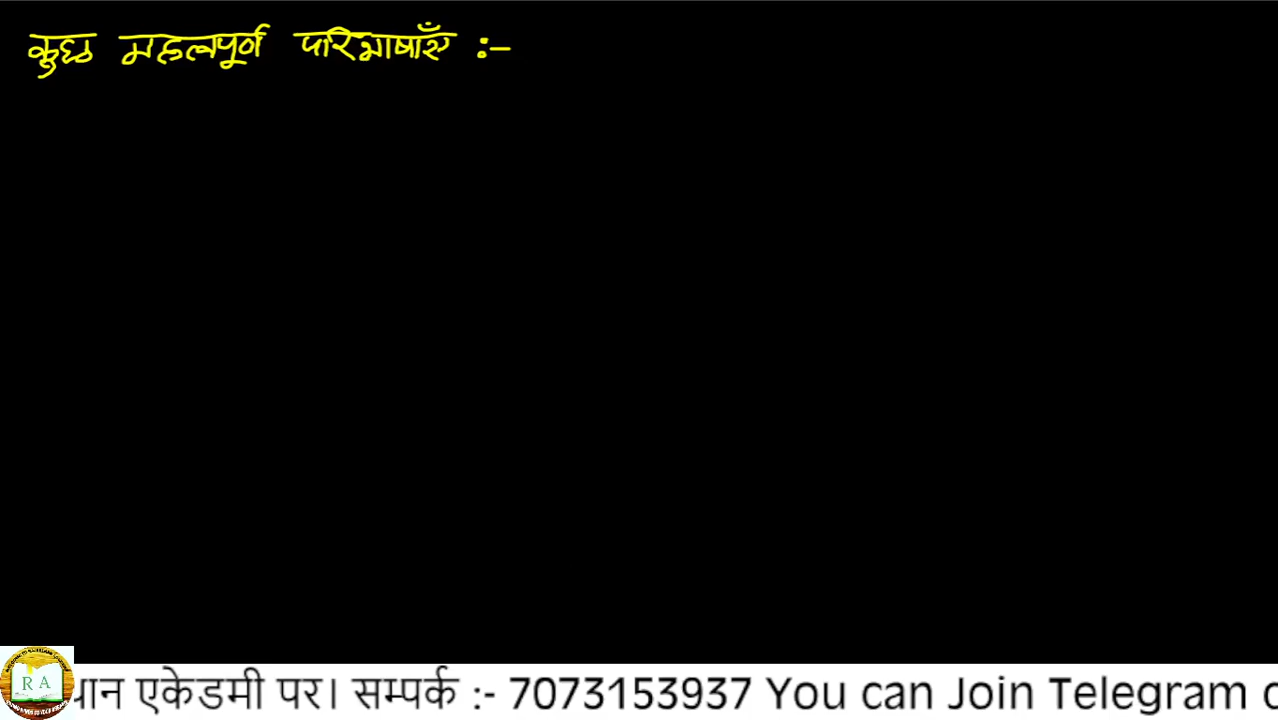 कुछ महत्वपूर्ण परिभाषाएँ :-
थान एकेडमी पर। सम्पर्क :- 7073153937 You can Join Telegram
R A